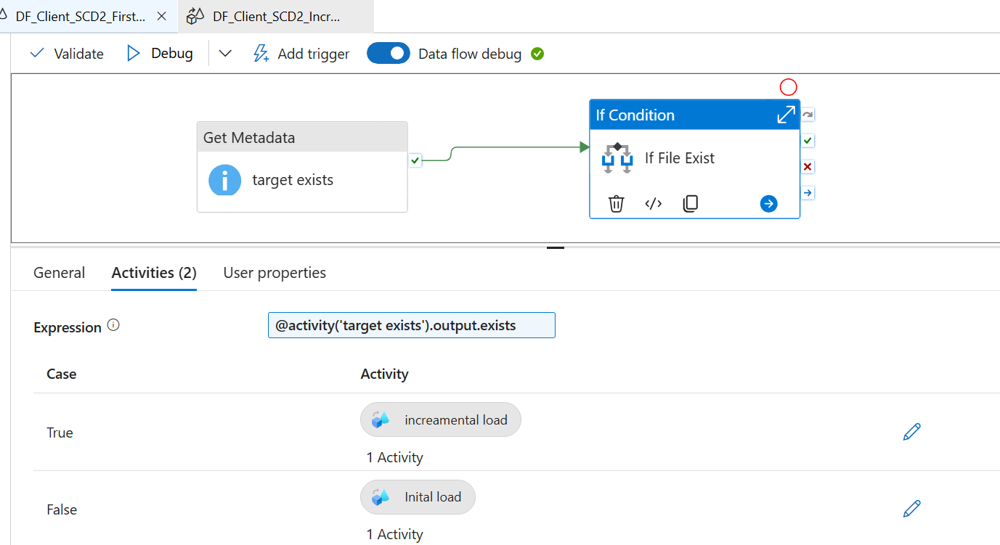 DF_Client_SCD2_First...
DF_Client_SCD2_Incr...
Validate
Debug
Add trigger
Data flow debug
Get Metadata
target exists
If Condition
If File Exist
General
Activities (2)
User properties
Expression
@activity('target exists').output.exists
Case
Activity
True
increamental load
1 Activity
False
Inital load
1 Activity